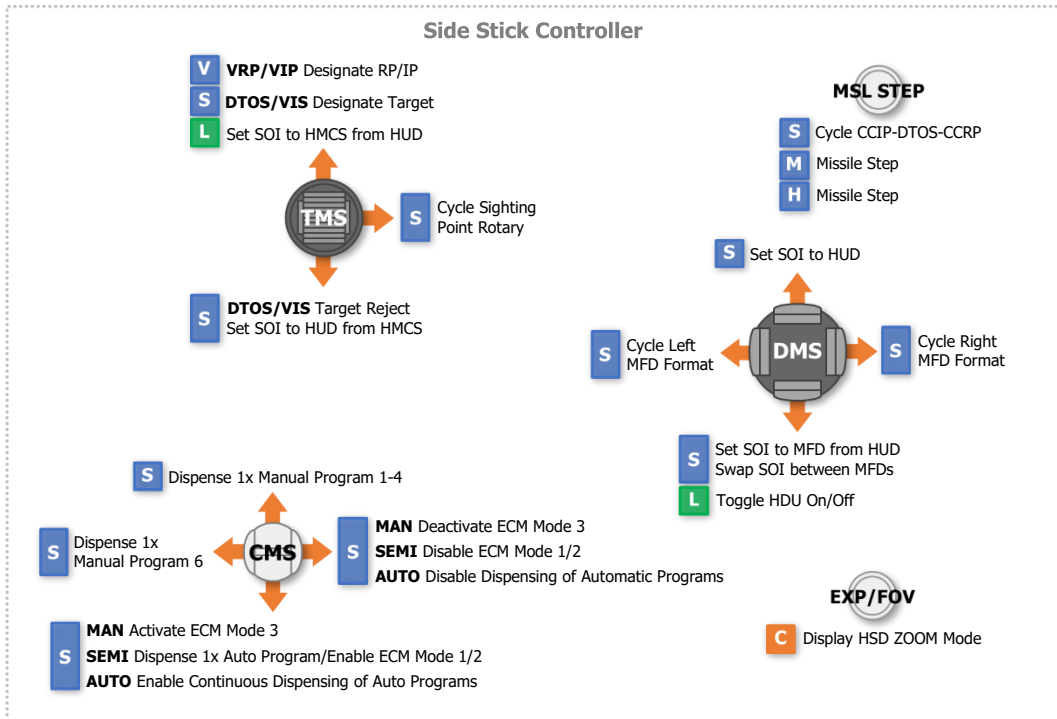 Side Stick Controller
V VRP/VIP Designate RP/IP
S DTOS/VIS Designate Target
L Set SOI to HMCS from HUD
TMS
S Cycle Sighting
Point Rotary
S DTOS/VIS Target Reject
Set SOI to HUD from HMCS
MSL STEP
S Cycle CCIP-DTOS-CCRP
M Missile Step
H Missile Step
S Set SOI to HUD
S Cycle Left
MFD Format
DMS
S Cycle Right
MFD Format
S Set SOI to MFD from HUD
Swap SOI between MFDs
L Toggle HDU On/Off
S Dispense 1x Manual Program 1-4
S Dispense 1x
Manual Program 6
CMS
S MAN Deactivate ECM Mode 3
SEMI Disable ECM Mode 1/2
AUTO Disable Dispensing of Automatic Programs
S MAN Activate ECM Mode 3
SEMI Dispense 1x Auto Program/Enable ECM Mode 1/2
AUTO Enable Continuous Dispensing of Auto Programs
EXP/FOV
C Display HSD ZOOM Mode